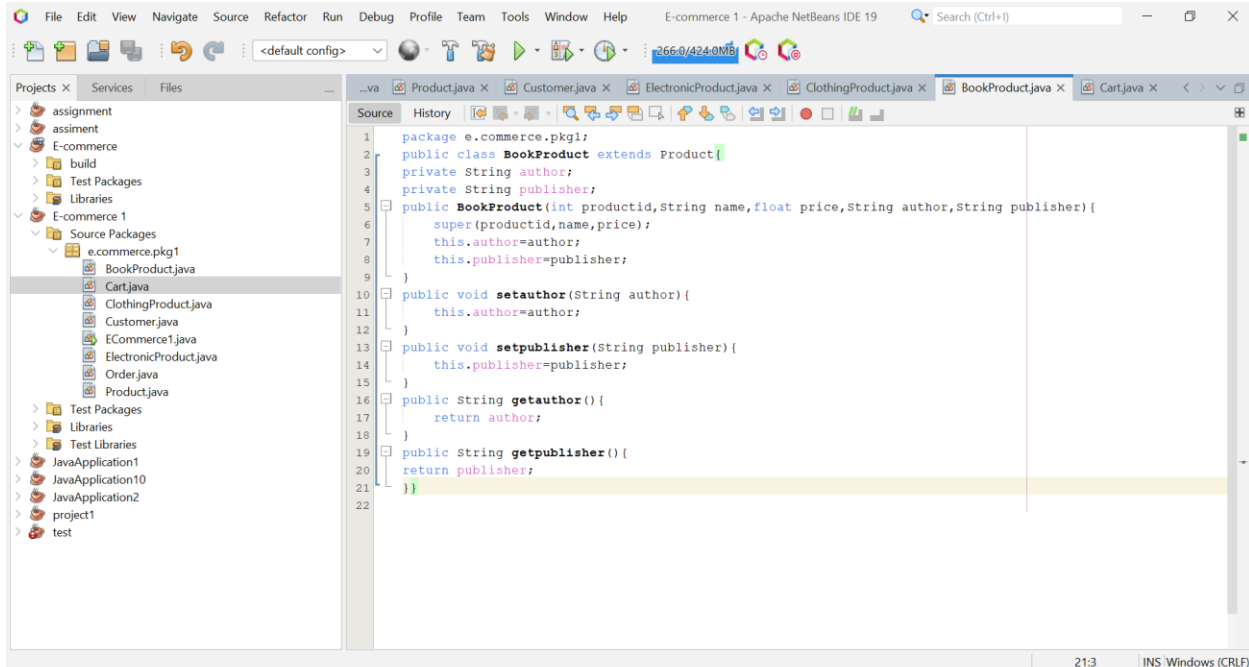 File Edit View Navigate Source Refactor Run Debug Profile Team Tools Window Help E-commerce 1 - Apache NetBeans IDE 19 Search (Ctrl+I)
<default config> 266.0/424.0MB
Projects Services Files
...va Product.java ClothingProduct.java Customer.java ElectronicProduct.java BookProduct.java Cart.java
Source History
assignment
assiment
E-commerce
build
Test Packages
Libraries
E-commerce 1
Source Packages
e.commerce.pkg1
BookProduct.java
Cart.java
ClothingProduct.java
Customer.java
ECommerce1.java
ElectronicProduct.java
Order.java
Product.java
Test Packages
Libraries
Test Libraries
JavaApplication1
JavaApplication10
JavaApplication2
project1
test
1 package e.commerce.pkg1;
2 public class BookProduct extends Product{
3 private String author;
4 private String publisher;
5 public BookProduct(int productid,String name,float price,String author,String publisher){
6 super(productid,name,price);
7 this.author=author;
8 this.publisher=publisher;
9 }
10 public void setauthor(String author){
11 this.author=author;
12 }
13 public void setpublisher(String publisher){
14 this.publisher=publisher;
15 }
16 public String getauthor(){
17 return author;
18 }
19 public String getpublisher(){
20 return publisher;
21 }}
22
21:3 INS Windows (CRLF)